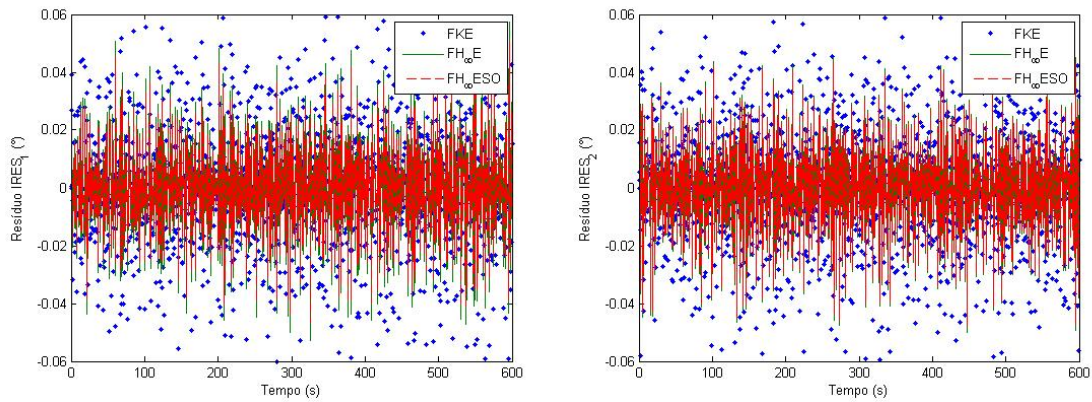 0.06
0.04
0.02
0
-0.02
-0.04
-0.06
Resíduo IRES1 (°)
0 100 200 300 400 500 600
Tempo (s)
FKE
FH∞E
FH∞ESO
0.06
0.04
0.02
0
-0.02
-0.04
-0.06
Resíduo IRES2 (°)
0 100 200 300 400 500 600
Tempo (s)
FKE
FH∞E
FH∞ESO